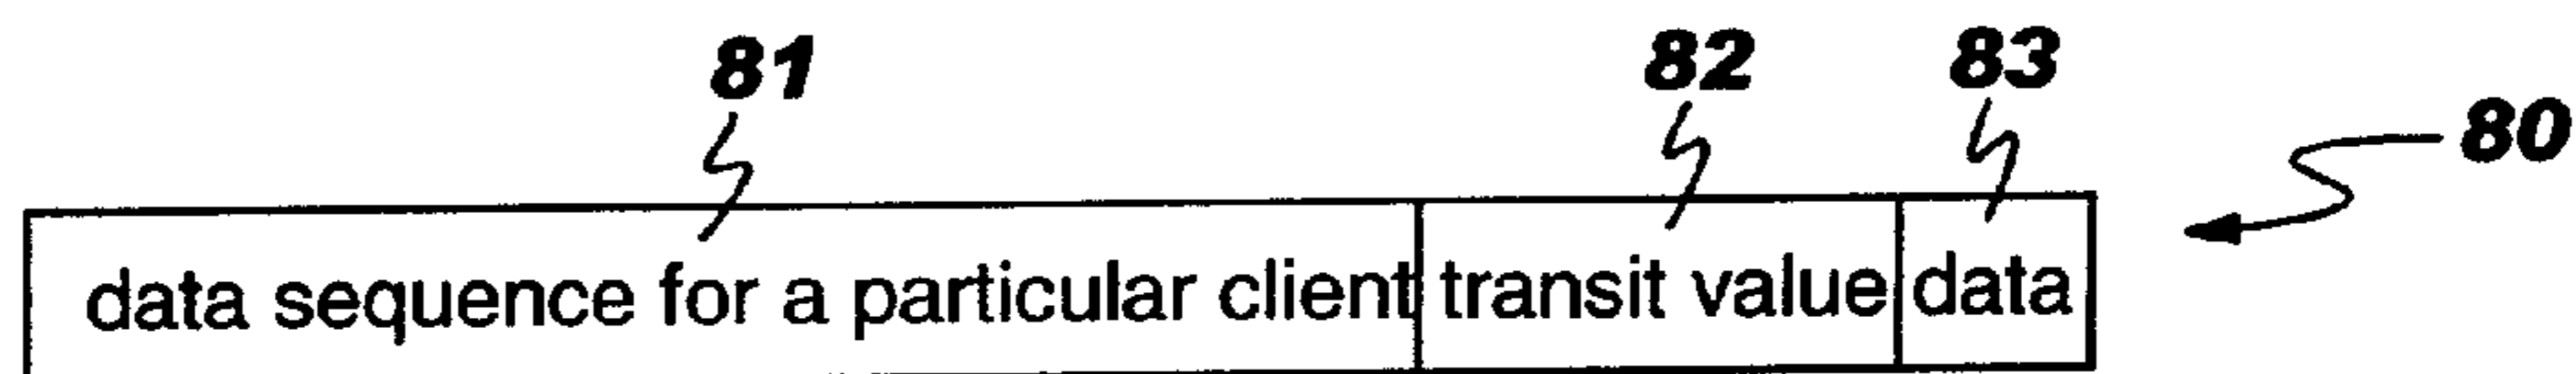 81 82 83
80
data sequence for a particular client transit value data